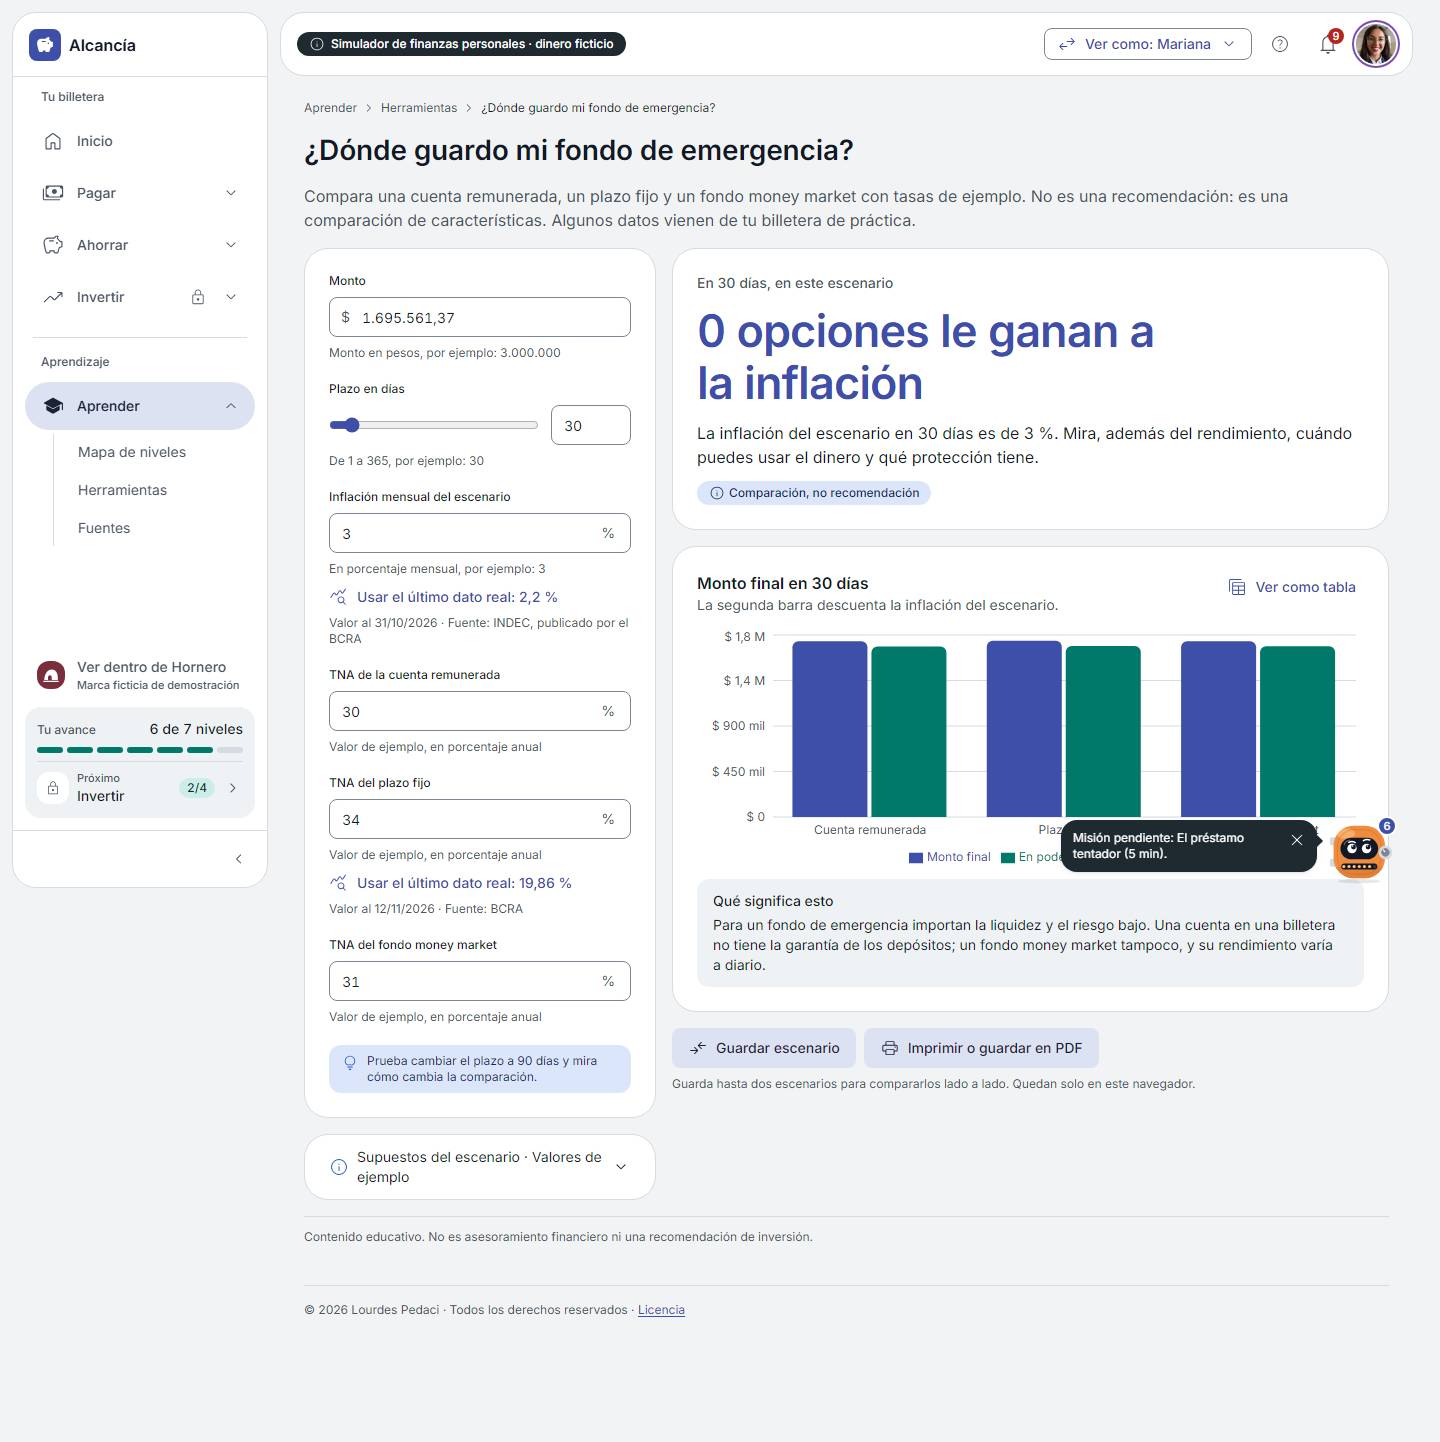 Alcancía
Simulador de finanzas personales · dinero ficticio
Ver como: Mariana
9
Tu billetera
Inicio
Pagar
Ahorrar
Invertir
Aprendizaje
Aprender
Mapa de niveles
Herramientas
Fuentes
Ver dentro de Hornero
Marca ficticia de demostración
Tu avance
6 de 7 niveles
Próximo
Invertir
2/4
Aprender
Herramientas
¿Dónde guardo mi fondo de emergencia?
¿Dónde guardo mi fondo de emergencia?
Compara una cuenta remunerada, un plazo fijo y un fondo money market con tasas de ejemplo. No es una recomendación: es una
comparación de características. Algunos datos vienen de tu billetera de práctica.
Monto
$ 1.695.561,37
Monto en pesos, por ejemplo: 3.000.000
Plazo en días
30
De 1 a 365, por ejemplo: 30
Inflación mensual del escenario
3 %
En porcentaje mensual, por ejemplo: 3
Usar el último dato real: 2,2 %
Valor al 31/10/2026 · Fuente: INDEC, publicado por el
BCRA
TNA de la cuenta remunerada
30 %
Valor de ejemplo, en porcentaje anual
TNA del plazo fijo
34 %
Valor de ejemplo, en porcentaje anual
Usar el último dato real: 19,86 %
Valor al 12/11/2026 · Fuente: BCRA
TNA del fondo money market
31 %
Valor de ejemplo, en porcentaje anual
Prueba cambiar el plazo a 90 días y mira
cómo cambia la comparación.
Supuestos del escenario · Valores de
ejemplo
En 30 días, en este escenario
0 opciones le ganan a
la inflación
La inflación del escenario en 30 días es de 3 %. Mira, además del rendimiento, cuándo
puedes usar el dinero y qué protección tiene.
Comparación, no recomendación
Monto final en 30 días
Ver como tabla
La segunda barra descuenta la inflación del escenario.
$ 1,8 M
$ 1,4 M
$ 900 mil
$ 450 mil
$ 0
Cuenta remunerada
Plaz
t
Monto final
En pode
Misión pendiente: El préstamo
tentador (5 min).
6
Qué significa esto
Para un fondo de emergencia importan la liquidez y el riesgo bajo. Una cuenta en una billetera
no tiene la garantía de los depósitos; un fondo money market tampoco, y su rendimiento varía
a diario.
Guardar escenario
Imprimir o guardar en PDF
Guarda hasta dos escenarios para compararlos lado a lado. Quedan solo en este navegador.
Contenido educativo. No es asesoramiento financiero ni una recomendación de inversión.
© 2026 Lourdes Pedaci · Todos los derechos reservados · Licencia